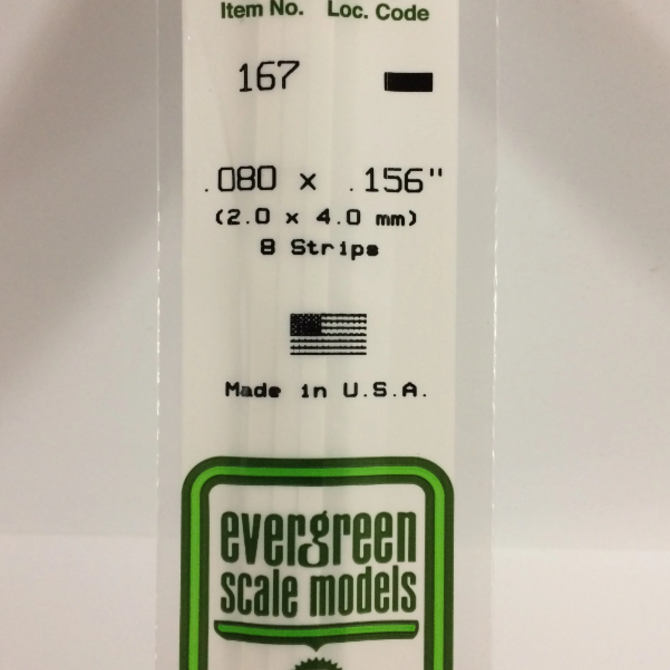 Item No. Loc. Code
167
.080 x .156"
(2.0 x 4.0 mm)
8 Strips
Made in U.S.A.
evergreen
scale models